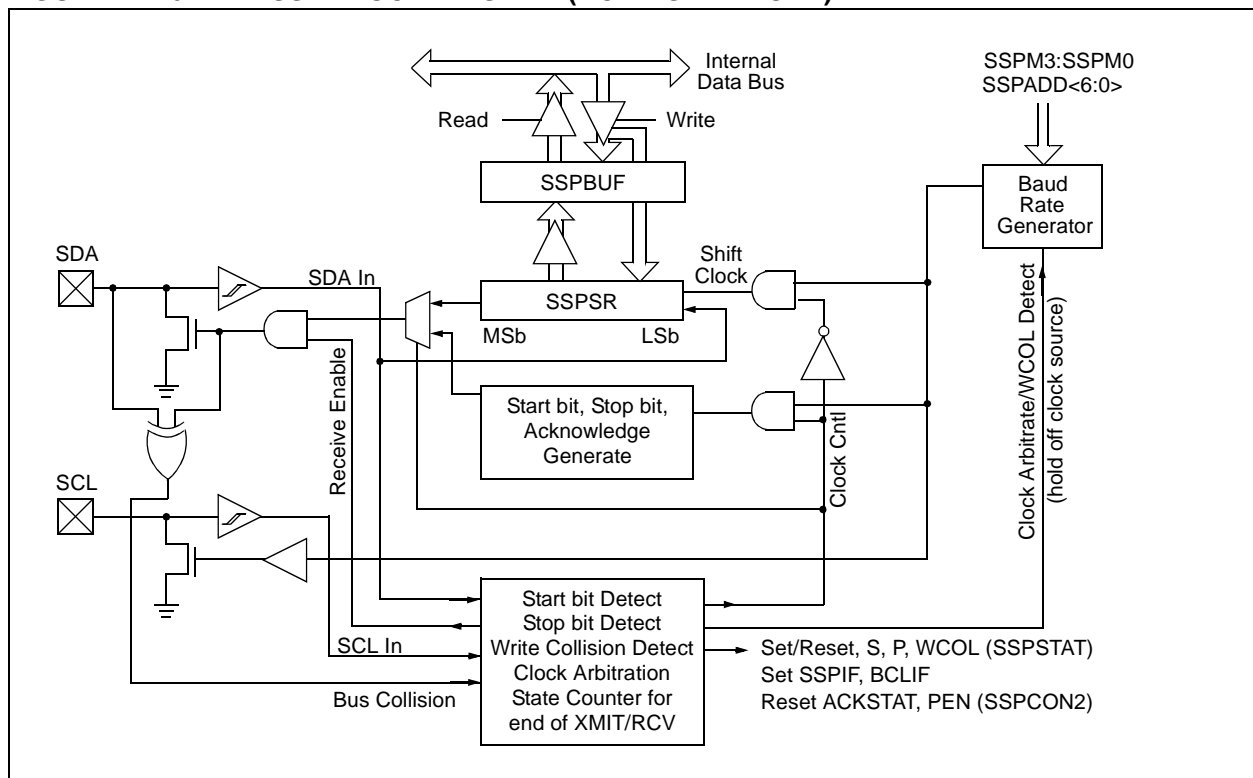 Internal
Data Bus
SSPM3:SSPM0
SSPADD<6:0>
Read
Write
SSPBUF
Baud
Rate
Generator
SDA
SDA In
Shift
Clock
SSPSR
MSb
LSb
Start bit, Stop bit,
Acknowledge
Generate
Receive Enable
Clock Cntl
Clock Arbitrate/WCOL Detect
(hold off clock source)
SCL
SCL In
Bus Collision
Start bit Detect
Stop bit Detect
Write Collision Detect
Clock Arbitration
State Counter for
end of XMIT/RCV
Set/Reset, S, P, WCOL (SSPSTAT)
Set SSPIF, BCLIF
Reset ACKSTAT, PEN (SSPCON2)